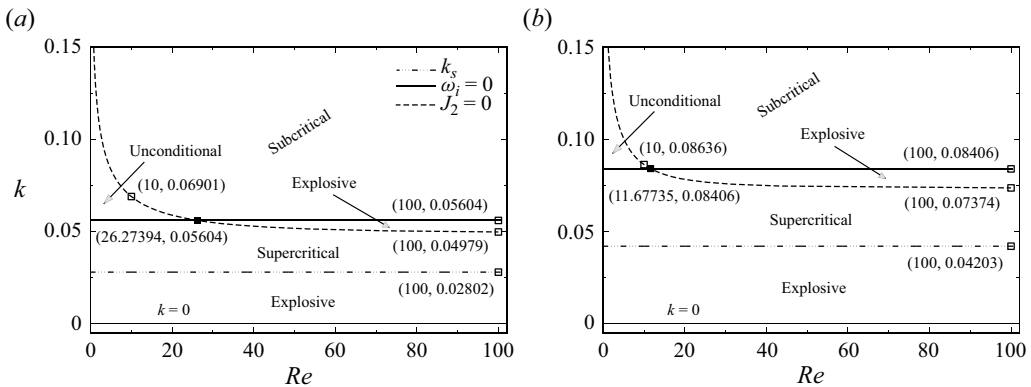 (a)
0.15
0.10
k
0.05
0
0 20 40 60 80 100
Re
k_s
ω_i = 0
J_2 = 0
Subcritical
Unconditional
(10, 0.06901)
Explosive
(100, 0.05604)
(26.27394, 0.05604)
(100, 0.04979)
Supercritical
(100, 0.02802)
Explosive
k = 0
(b)
0.15
0.10
0.05
0
0 20 40 60 80 100
Re
Subcritical
Unconditional
Explosive
(10, 0.08636)
(100, 0.08406)
(11.67735, 0.08406)
(100, 0.07374)
Supercritical
(100, 0.04203)
Explosive
k = 0